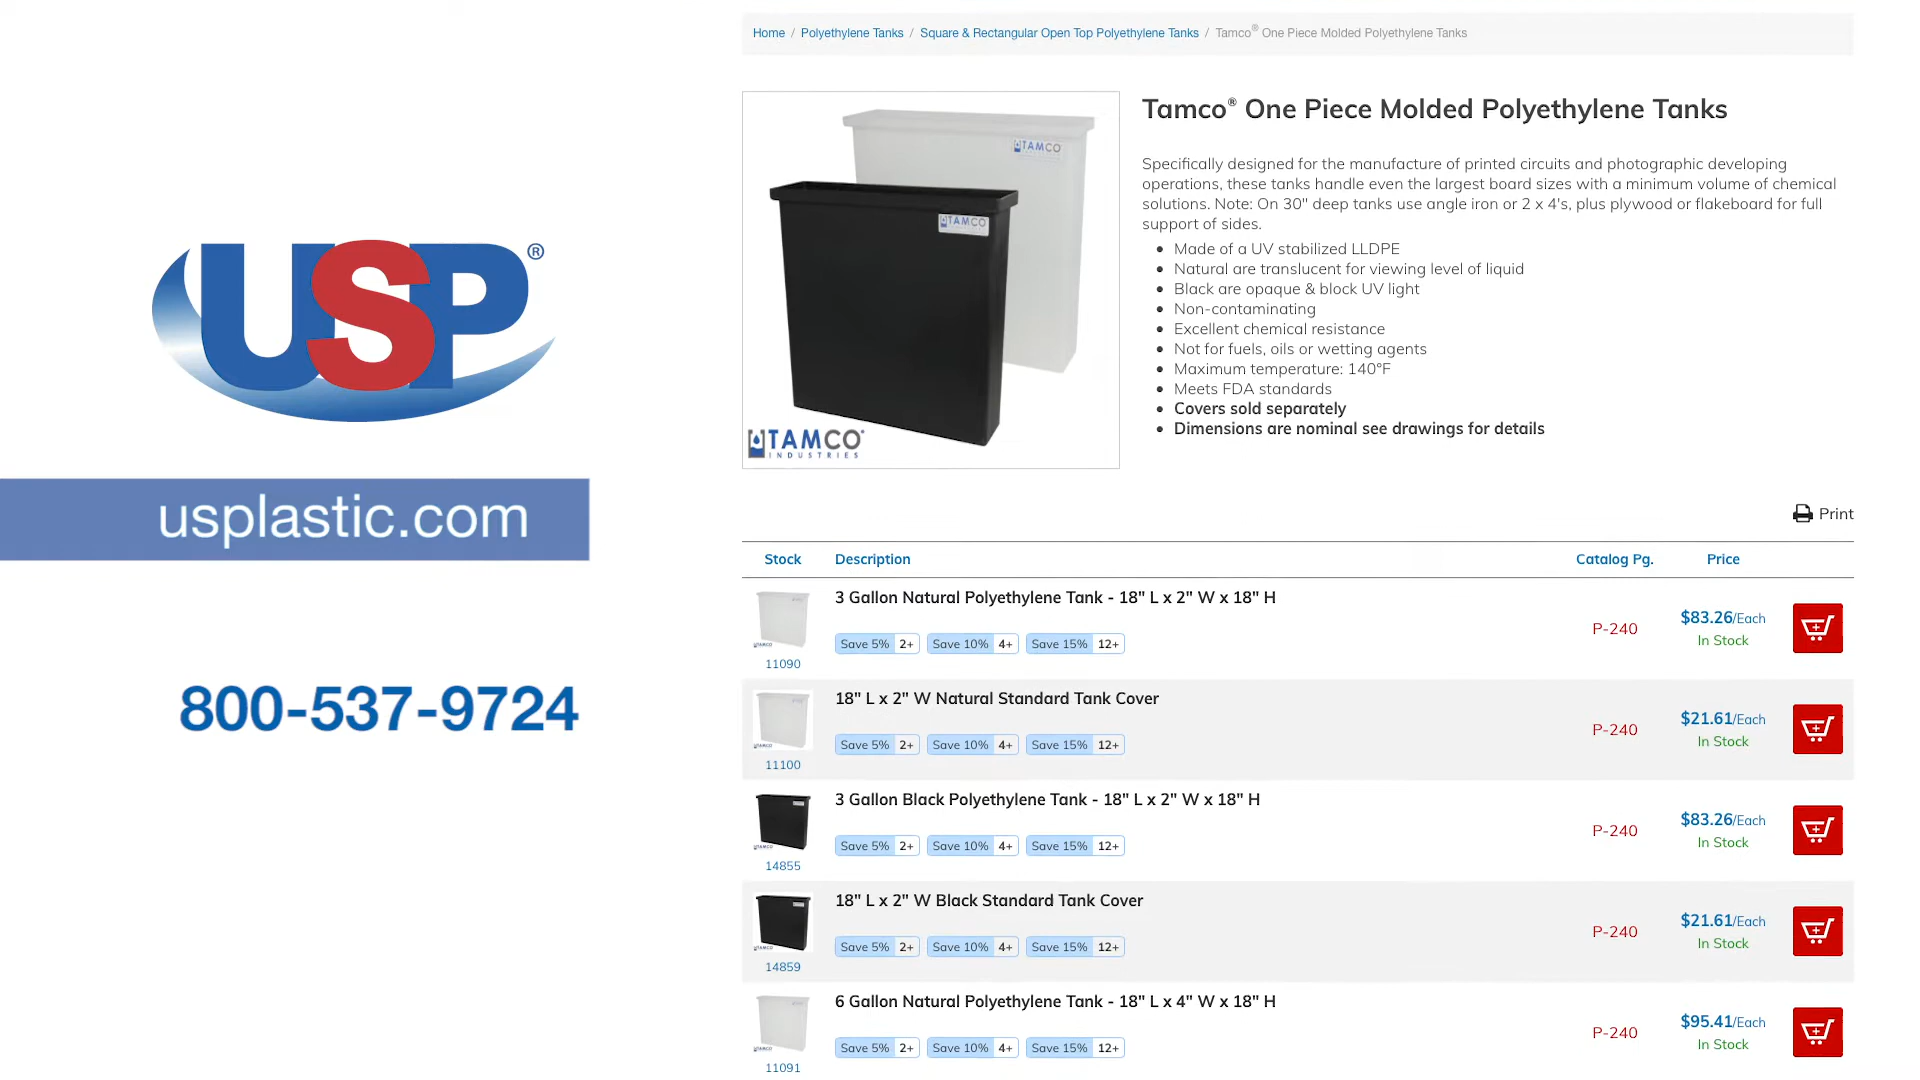 Home / Polyethylene Tanks / Square & Rectangular Open Top Polyethylene Tanks / Tamco® One Piece Molded Polyethylene Tanks
USP®
usplastic.com
800-537-9724
TAMCO
TAMCO
TAMCO
INDUSTRIES
Tamco® One Piece Molded Polyethylene Tanks
Specifically designed for the manufacture of printed circuits and photographic developing
operations, these tanks handle even the largest board sizes with a minimum volume of chemical
solutions. Note: On 30" deep tanks use angle iron or 2 x 4's, plus plywood or flakeboard for full
support of sides.
• Made of a UV stabilized LLDPE
• Natural are translucent for viewing level of liquid
• Black are opaque & block UV light
• Non-contaminating
• Excellent chemical resistance
• Not for fuels, oils or wetting agents
• Maximum temperature: 140°F
• Meets FDA standards
• Covers sold separately
• Dimensions are nominal see drawings for details
Print
Stock Description Catalog Pg. Price
3 Gallon Natural Polyethylene Tank - 18" L x 2" W x 18" H
Save 5% 2+ Save 10% 4+ Save 15% 12+
11090
P-240
$83.26/Each
In Stock
18" L x 2" W Natural Standard Tank Cover
Save 5% 2+ Save 10% 4+ Save 15% 12+
11100
P-240
$21.61/Each
In Stock
3 Gallon Black Polyethylene Tank - 18" L x 2" W x 18" H
Save 5% 2+ Save 10% 4+ Save 15% 12+
14855
P-240
$83.26/Each
In Stock
18" L x 2" W Black Standard Tank Cover
Save 5% 2+ Save 10% 4+ Save 15% 12+
14859
P-240
$21.61/Each
In Stock
6 Gallon Natural Polyethylene Tank - 18" L x 4" W x 18" H
Save 5% 2+ Save 10% 4+ Save 15% 12+
11091
P-240
$95.41/Each
In Stock